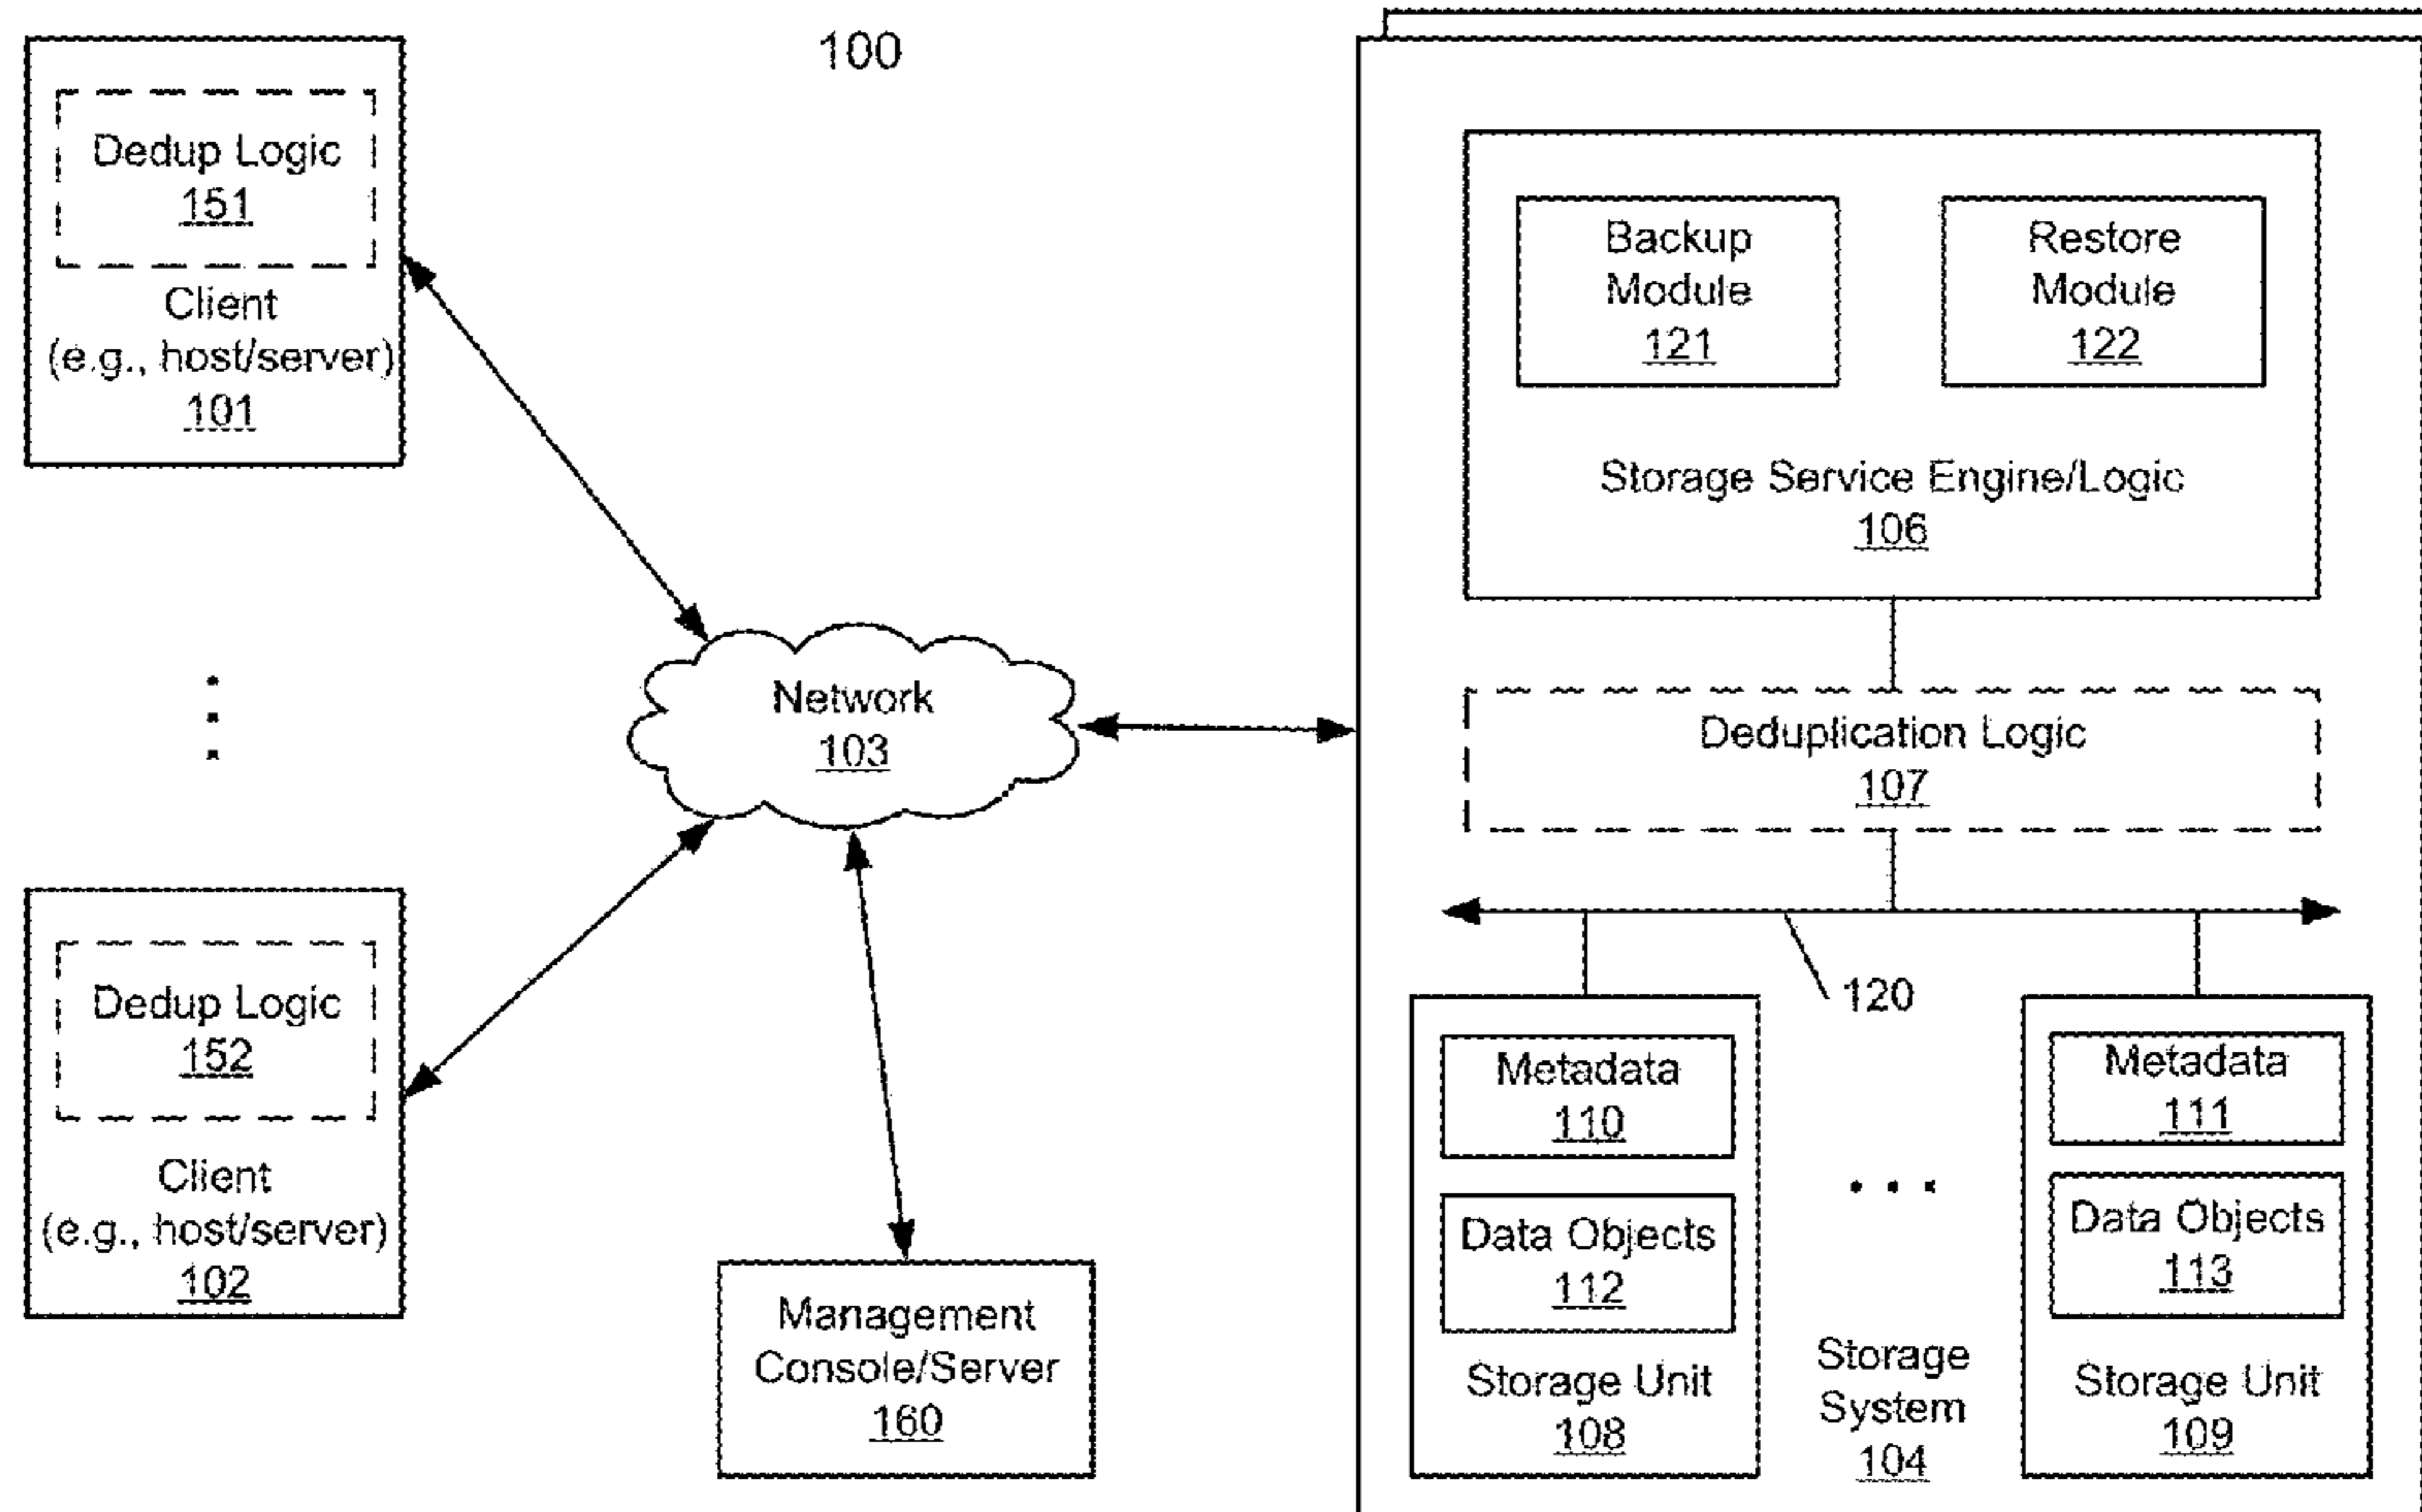 100
Dedup Logic
151
Client
(e.g., host/server)
101
Dedup Logic
152
Client
(e.g., host/server)
102
Network
103
Management
Console/Server
160
Backup
Module
121
Restore
Module
122
Storage Service Engine/Logic
106
Deduplication Logic
107
120
Metadata
110
Data Objects
112
Storage Unit
108
Storage
System
104
Metadata
111
Data Objects
113
Storage Unit
109